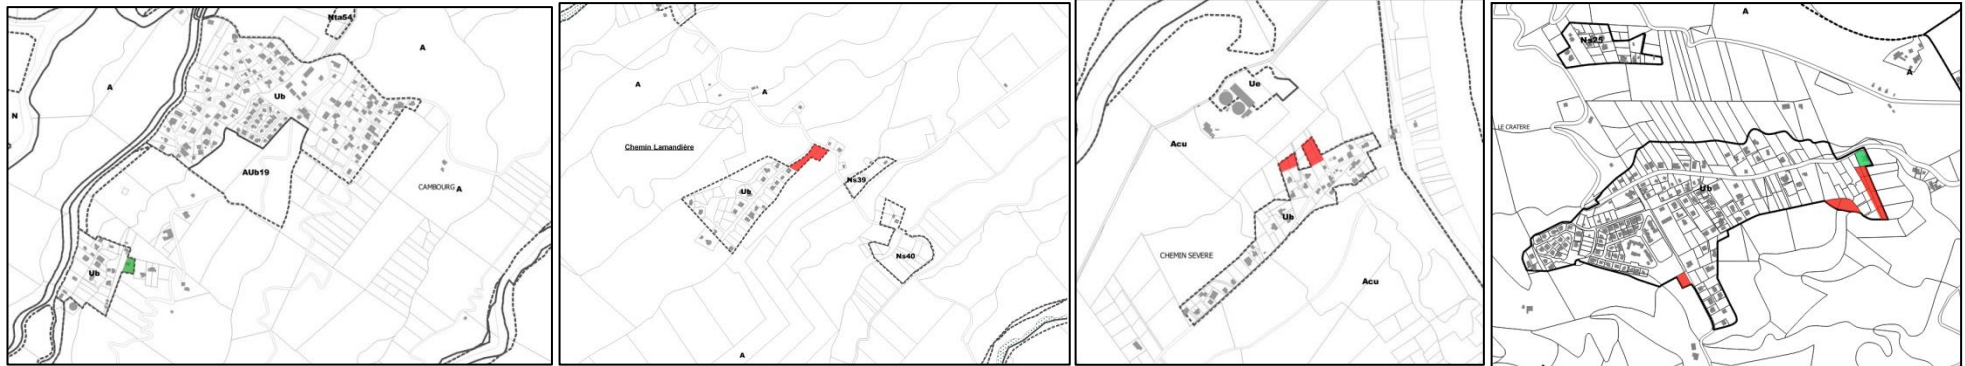 Nta54
A
A
N
Ub
AUb19
CAMBOURG
A
Ub
A
A
Chemin Lamandière
Ub
Ns39
Ns40
A
Ue
Acu
Ub
CHEMIN SEVERE
Acu
A
Ns25
A
LE CRATERE
Ub